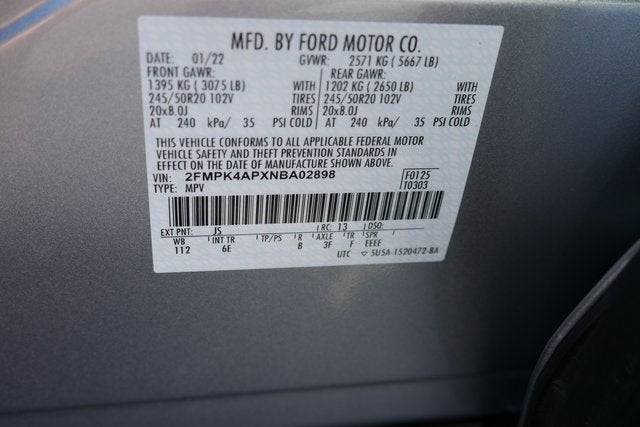 MFD. BY FORD MOTOR CO.
DATE: 01/22 GVWR: 2571 KG ( 5667 LB)
FRONT GAWR: REAR GAWR:
1395 KG ( 3075 LB) WITH 1202 KG ( 2650 LB) WITH
245/50R20 102V TIRES 245/50R20 102V TIRES
20x8.0J RIMS 20x8.0J RIMS
AT 240 kPa/ 35 PSI COLD AT 240 kPa/ 35 PSI COLD
THIS VEHICLE CONFORMS TO ALL APPLICABLE FEDERAL MOTOR
VEHICLE SAFETY AND THEFT PREVENTION STANDARDS IN
EFFECT ON THE DATE OF MANUFACTURE SHOWN ABOVE.
VIN: 2FMPK4APXNBA02898 F0125
TYPE: MPV T0303
EXT PNT: JS RC: 13 DSO:
WB INT TR TP/PS R AXLE TR SPR
112 6E B 3F F EEEE
UTC ▽ 5U5A-1520472-BA